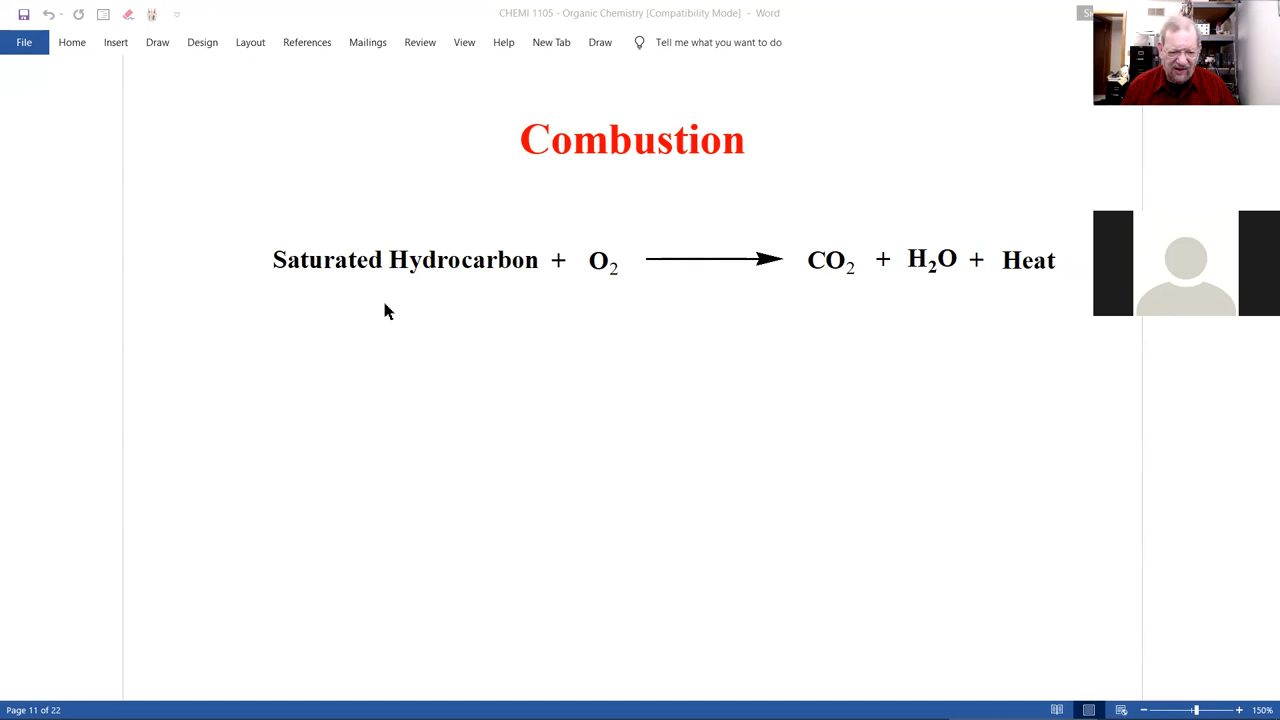 CHEMI 1105 - Organic Chemistry [Compatibility Mode] - Word
File Home Insert Draw Design Layout References Mailings Review View Help New Tab Draw Tell me what you want to do
Combustion
Saturated Hydrocarbon + O₂ ⟶ CO₂ + H₂O + Heat
Page 11 of 22 150%